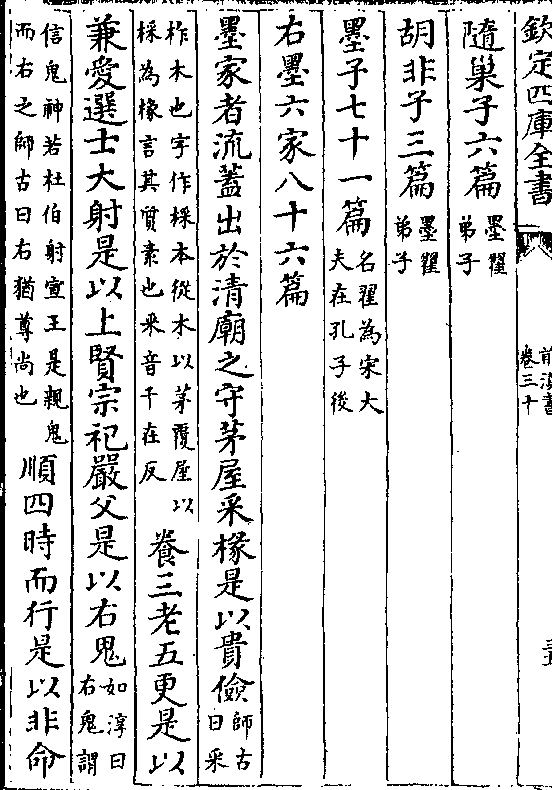 欽定四庫全書
前漢書
卷三十
隨巢子六篇墨翟
弟子
胡非子三篇墨翟
弟子
墨子七十一篇名翟為宋大
夫在孔子後
右墨六家八十六篇
墨家者流蓋出於清廟之守茅屋采椽是以貴儉師古
曰采
柞木也字作採本從木以茅覆屋以
採為椽言其質素也采音千在反
養三老五更是以
兼愛選士大射是以上賢宗祀嚴父是以右鬼如淳曰
右鬼謂
信鬼神若杜伯射宣王是親鬼
而右之師古曰右猶尊尚也
順四時而行是以非命